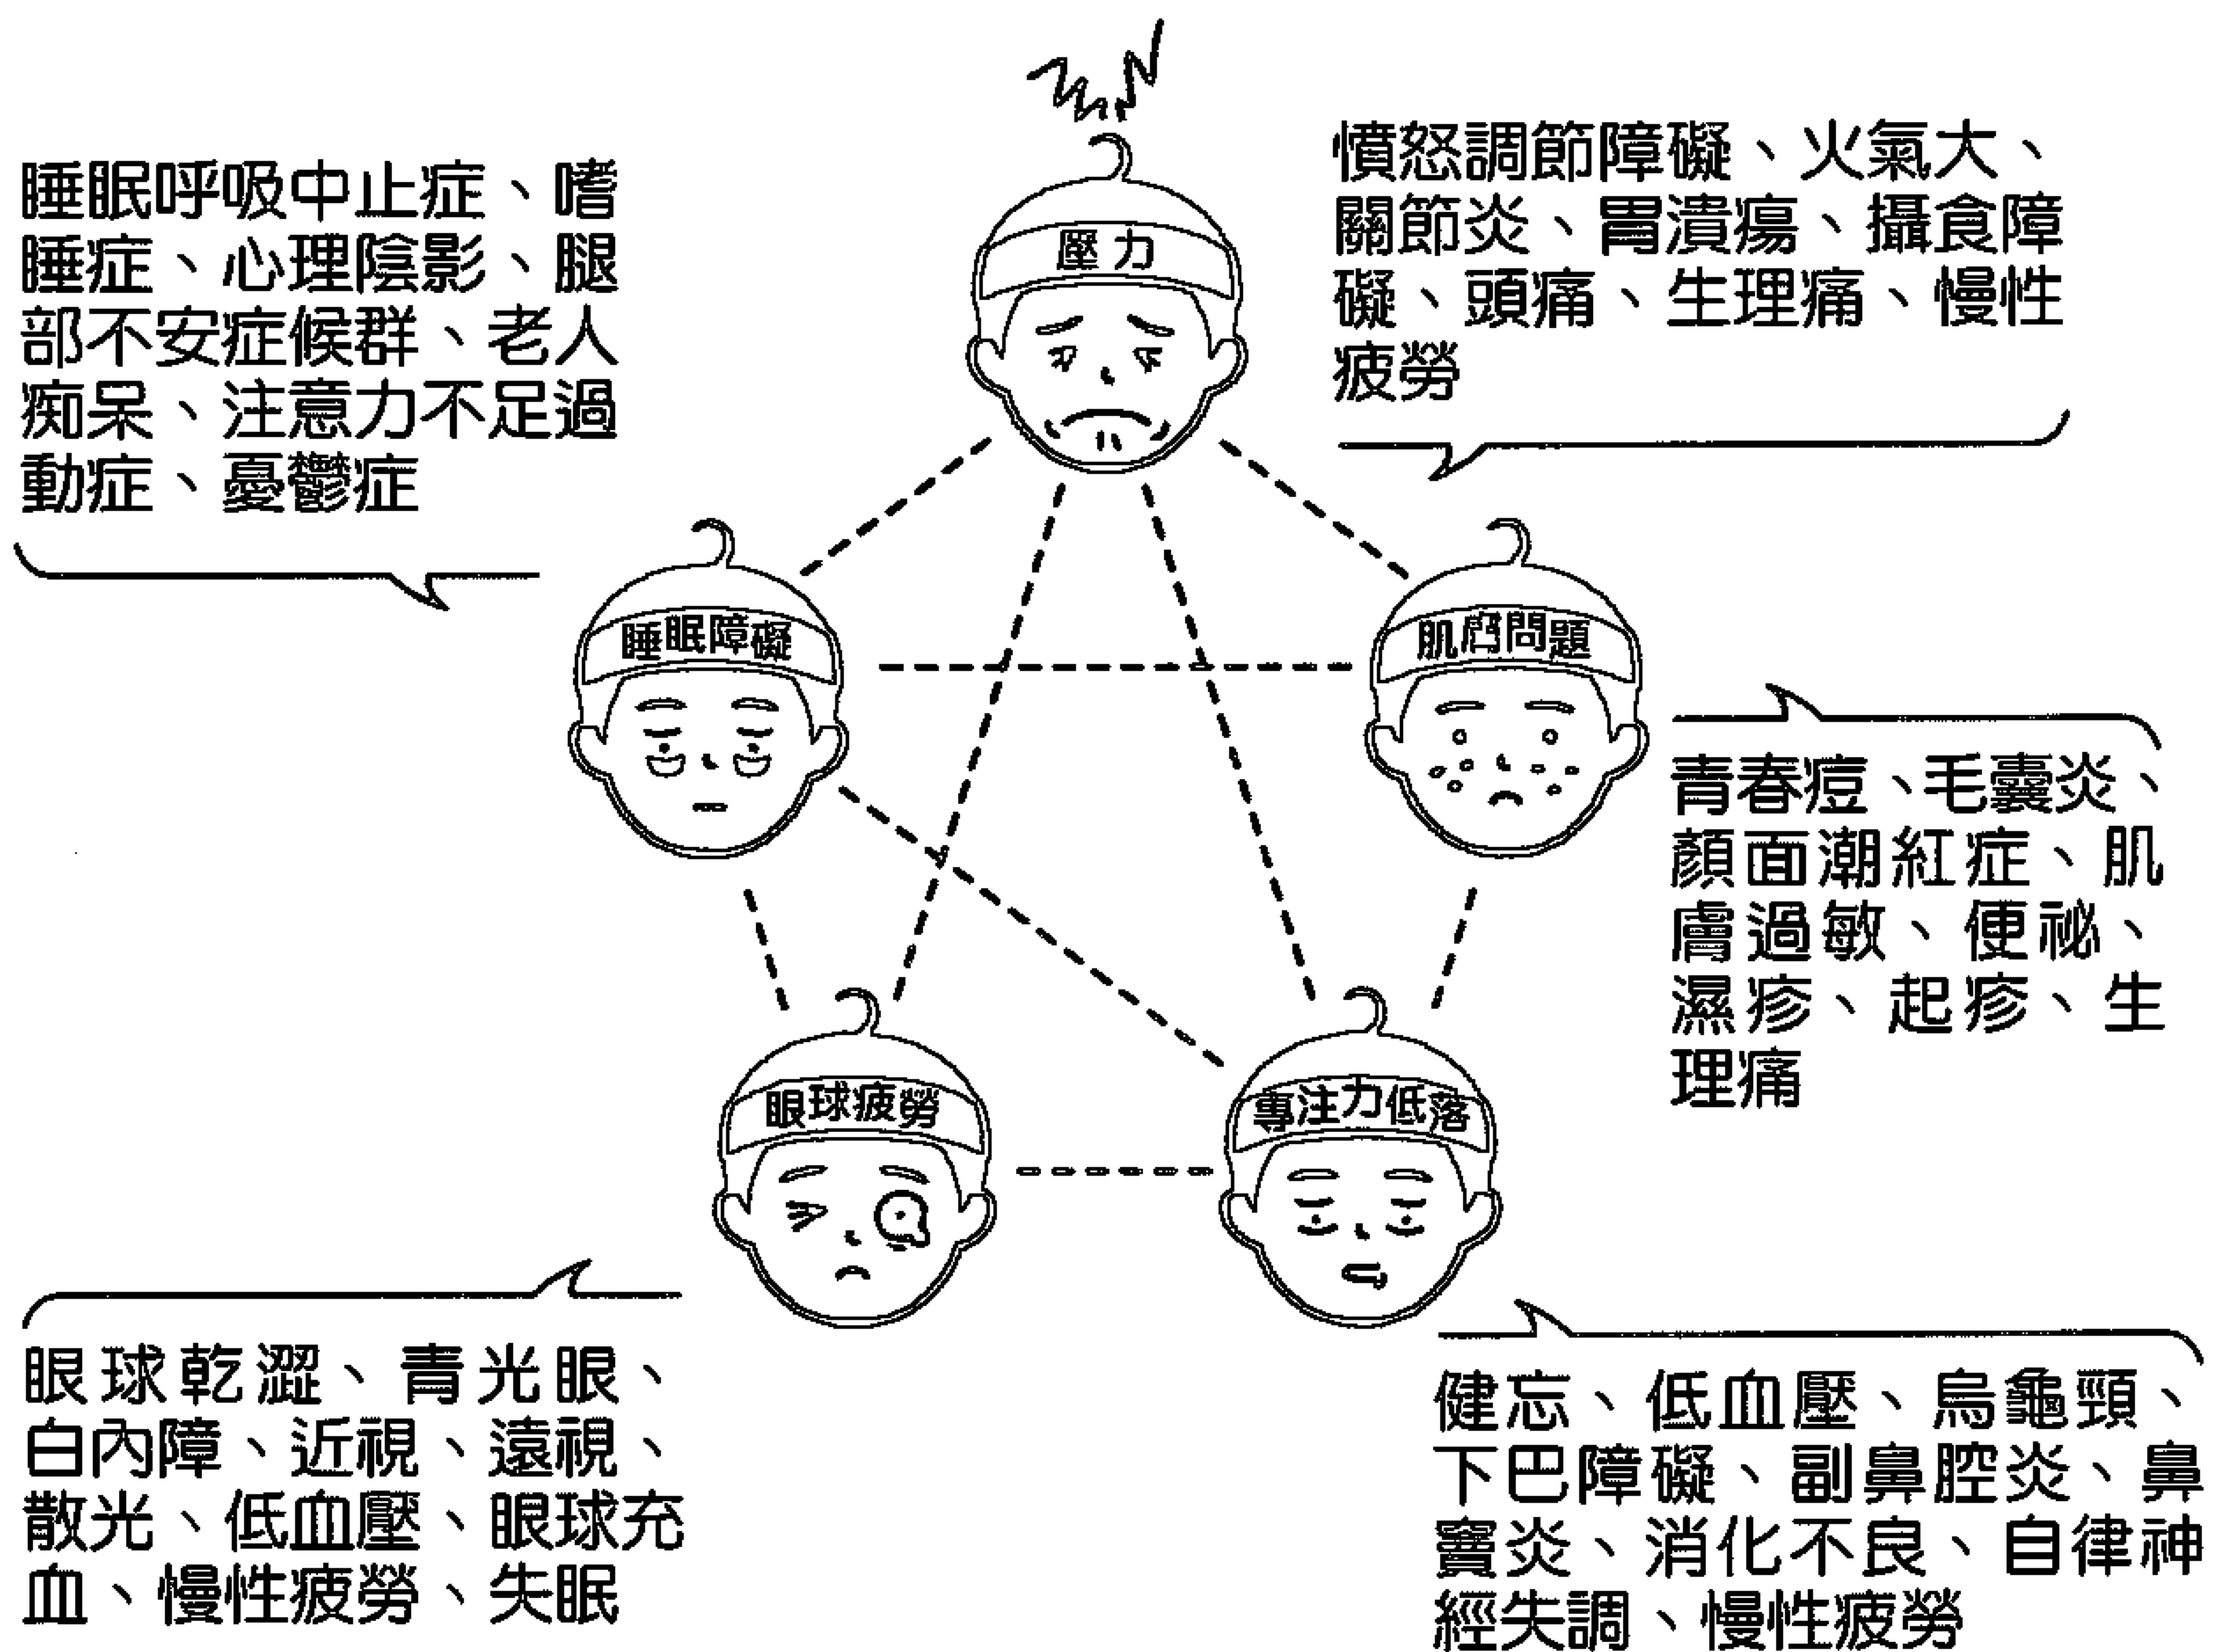 壓力
憤怒調節障礙、火氣大、
關節炎、胃潰瘍、攝食障
礙、頭痛、生理痛、慢性
疲勞
睡眠呼吸中止症、嗜
睡症、心理陰影、腿
部不安症候群、老人
痴呆、注意力不足過
動症、憂鬱症
睡眠障礙
肌膚問題
青春痘、毛囊炎、
顏面潮紅症、肌
膚過敏、便祕、
濕疹、起疹、生
理痛
眼球疲勞
專注力低落
眼球乾澀、青光眼、
白內障、近視、遠視、
散光、低血壓、眼球充
血、慢性疲勞、失眠
健忘、低血壓、烏龜頸、
下巴障礙、副鼻腔炎、鼻
竇炎、消化不良、自律神
經失調、慢性疲勞